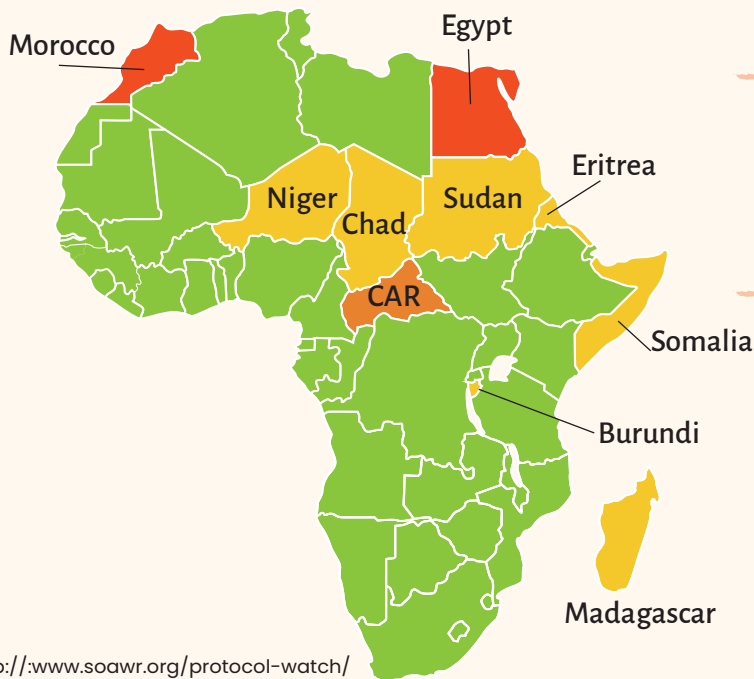 Morocco
Egypt
Eritrea
Niger
Chad
Sudan
CAR
Somalia
Burundi
Madagascar
p://:www.soawr.org/protocol-watch/